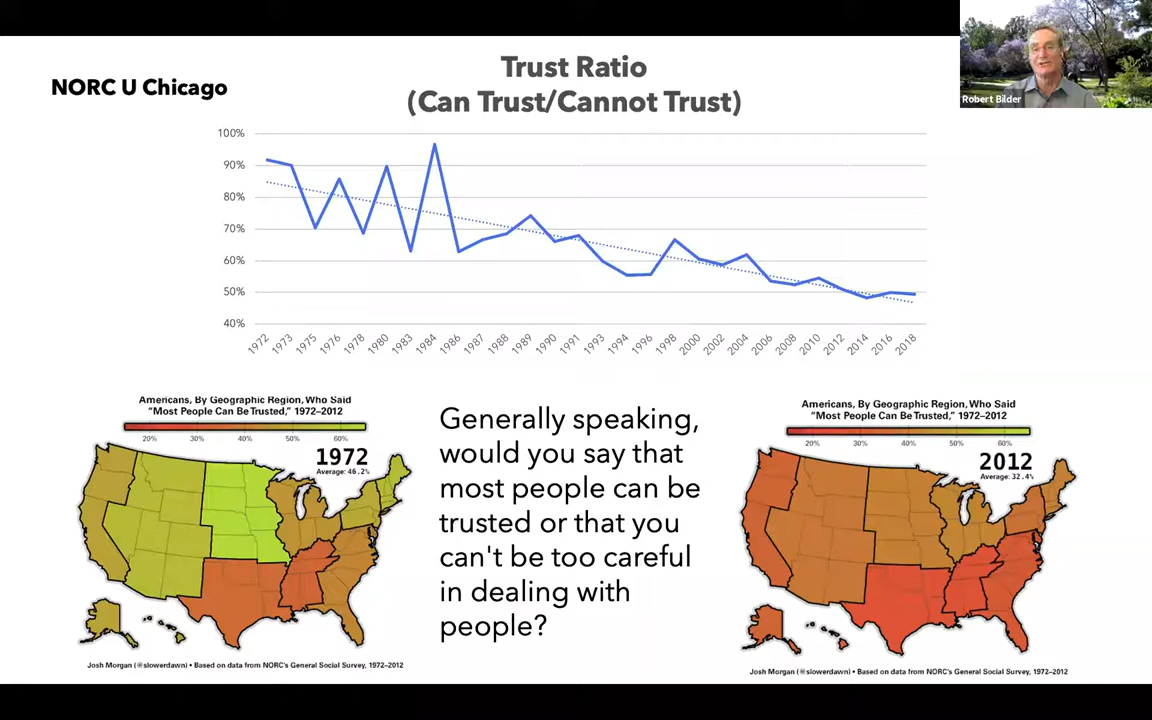 NORC U Chicago
Trust Ratio
(Can Trust/Cannot Trust)
Robert Bilder
100%
90%
80%
70%
60%
50%
40%
1972
1973
1975
1976
1978
1980
1983
1984
1986
1987
1988
1989
1990
1991
1993
1994
1996
1998
2000
2002
2004
2006
2008
2010
2012
2014
2016
2018
Americans, By Geographic Region, Who Said
"Most People Can Be Trusted," 1972–2012
20% 30% 40% 50% 60%
1972
Average: 46.2%
Josh Morgan (@slowerdawn) • Based on data from NORC's General Social Survey, 1972–2012
Generally speaking,
would you say that
most people can be
trusted or that you
can't be too careful
in dealing with
people?
Americans, By Geographic Region, Who Said
"Most People Can Be Trusted," 1972–2012
20% 30% 40% 50% 60%
2012
Average: 32.4%
Josh Morgan (@slowerdawn) • Based on data from NORC's General Social Survey, 1972–2012